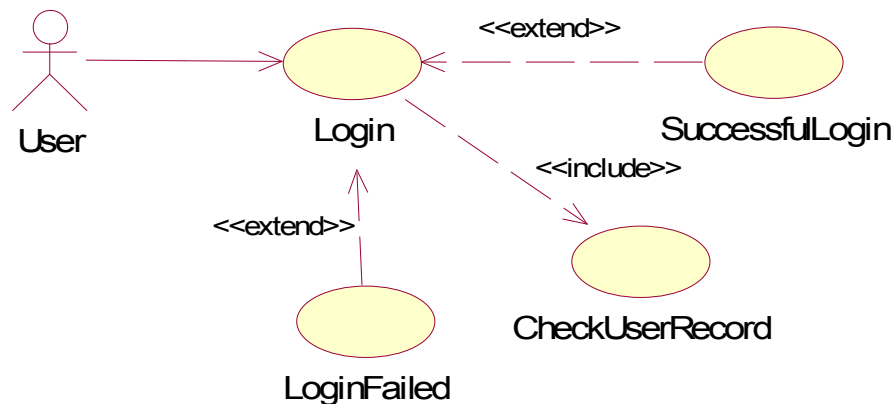 <<extend>>
User
Login
SuccessfulLogin
<<include>>
<<extend>>
CheckUserRecord
LoginFailed